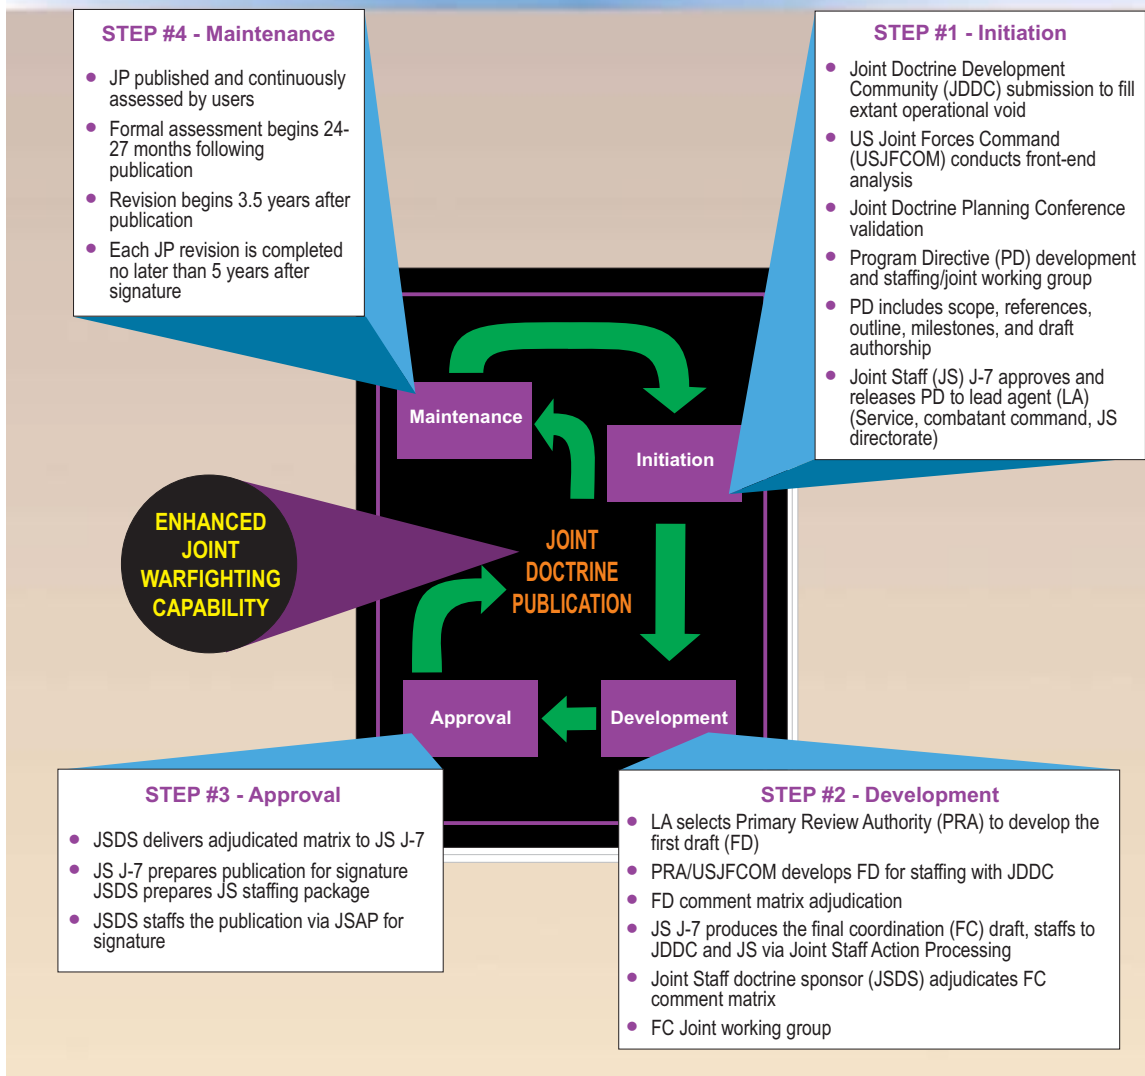 STEP #4 - Maintenance
JP published and continuously
assessed by users
Formal assessment begins 24-
27 months following
publication
Revision begins 3.5 years after
publication
Each JP revision is completed
no later than 5 years after
signature
STEP #1 - Initiation
Joint Doctrine Development
Community (JDDC) submission to fill
extant operational void
US Joint Forces Command
(USJFCOM) conducts front-end
analysis
Joint Doctrine Planning Conference
validation
Program Directive (PD) development
and staffing/joint working group
PD includes scope, references,
outline, milestones, and draft
authorship
Joint Staff (JS) J-7 approves and
releases PD to lead agent (LA)
(Service, combatant command, JS
directorate)
Maintenance
Initiation
ENHANCED
JOINT
WARFIGHTING
CAPABILITY
JOINT
DOCTRINE
PUBLICATION
Approval
Development
STEP #3 - Approval
JSDS delivers adjudicated matrix to JS J-7
JS J-7 prepares publication for signature
JSDS prepares JS staffing package
JSDS staffs the publication via JSAP for
signature
STEP #2 - Development
LA selects Primary Review Authority (PRA) to develop the
first draft (FD)
PRA/USJFCOM develops FD for staffing with JDDC
FD comment matrix adjudication
JS J-7 produces the final coordination (FC) draft, staffs to
JDDC and JS via Joint Staff Action Processing
Joint Staff doctrine sponsor (JSDS) adjudicates FC
comment matrix
FC Joint working group